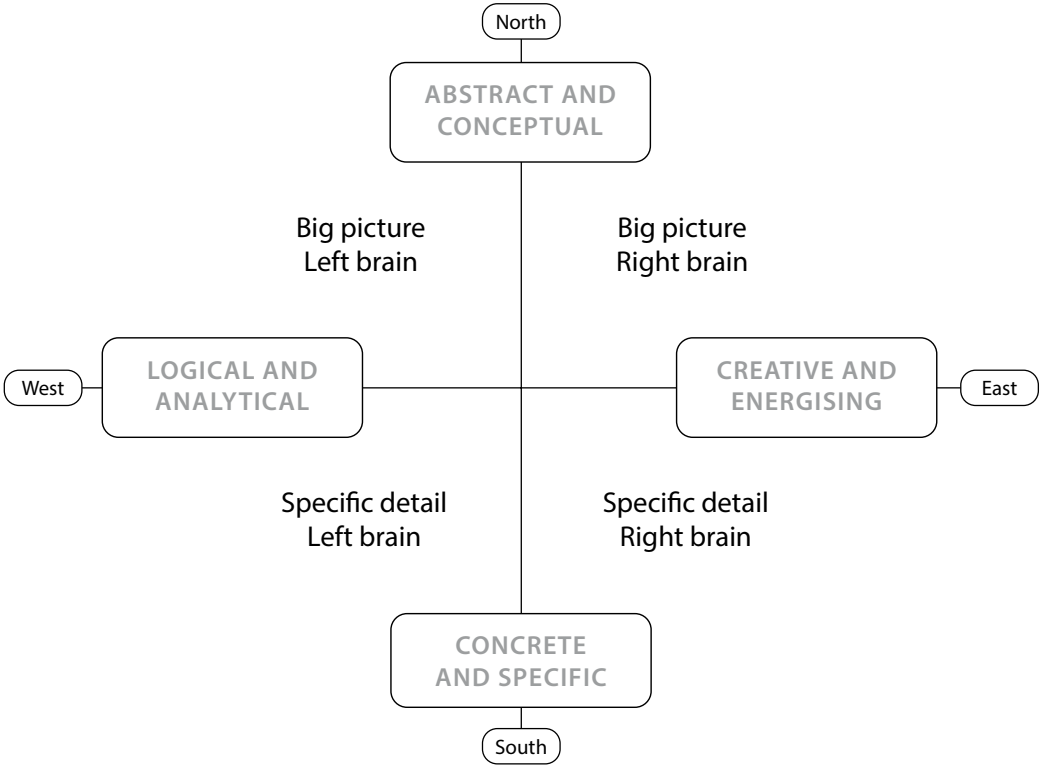 North
ABSTRACT AND
CONCEPTUAL
Big picture
Left brain
Big picture
Right brain
West
LOGICAL AND
ANALYTICAL
CREATIVE AND
ENERGISING
East
Specific detail
Left brain
Specific detail
Right brain
CONCRETE
AND SPECIFIC
South